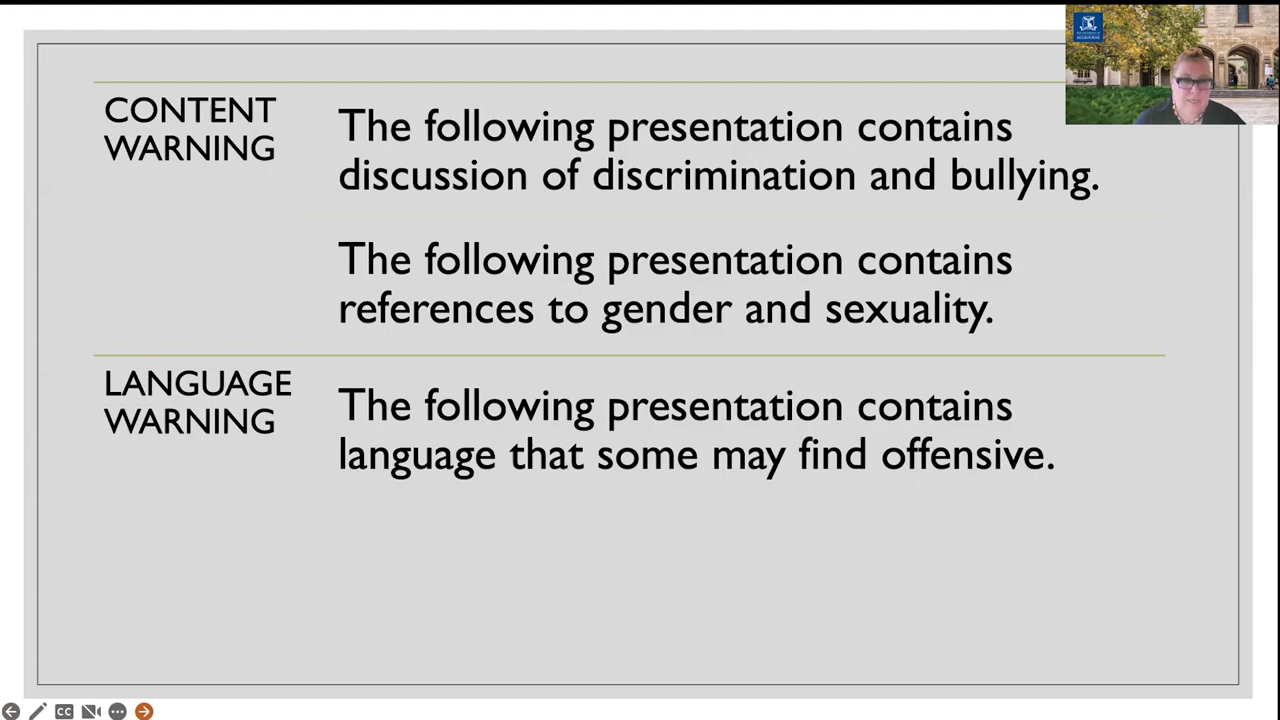 CONTENT
WARNING
The following presentation contains
discussion of discrimination and bullying.
The following presentation contains
references to gender and sexuality.
LANGUAGE
WARNING
The following presentation contains
language that some may find offensive.
CC